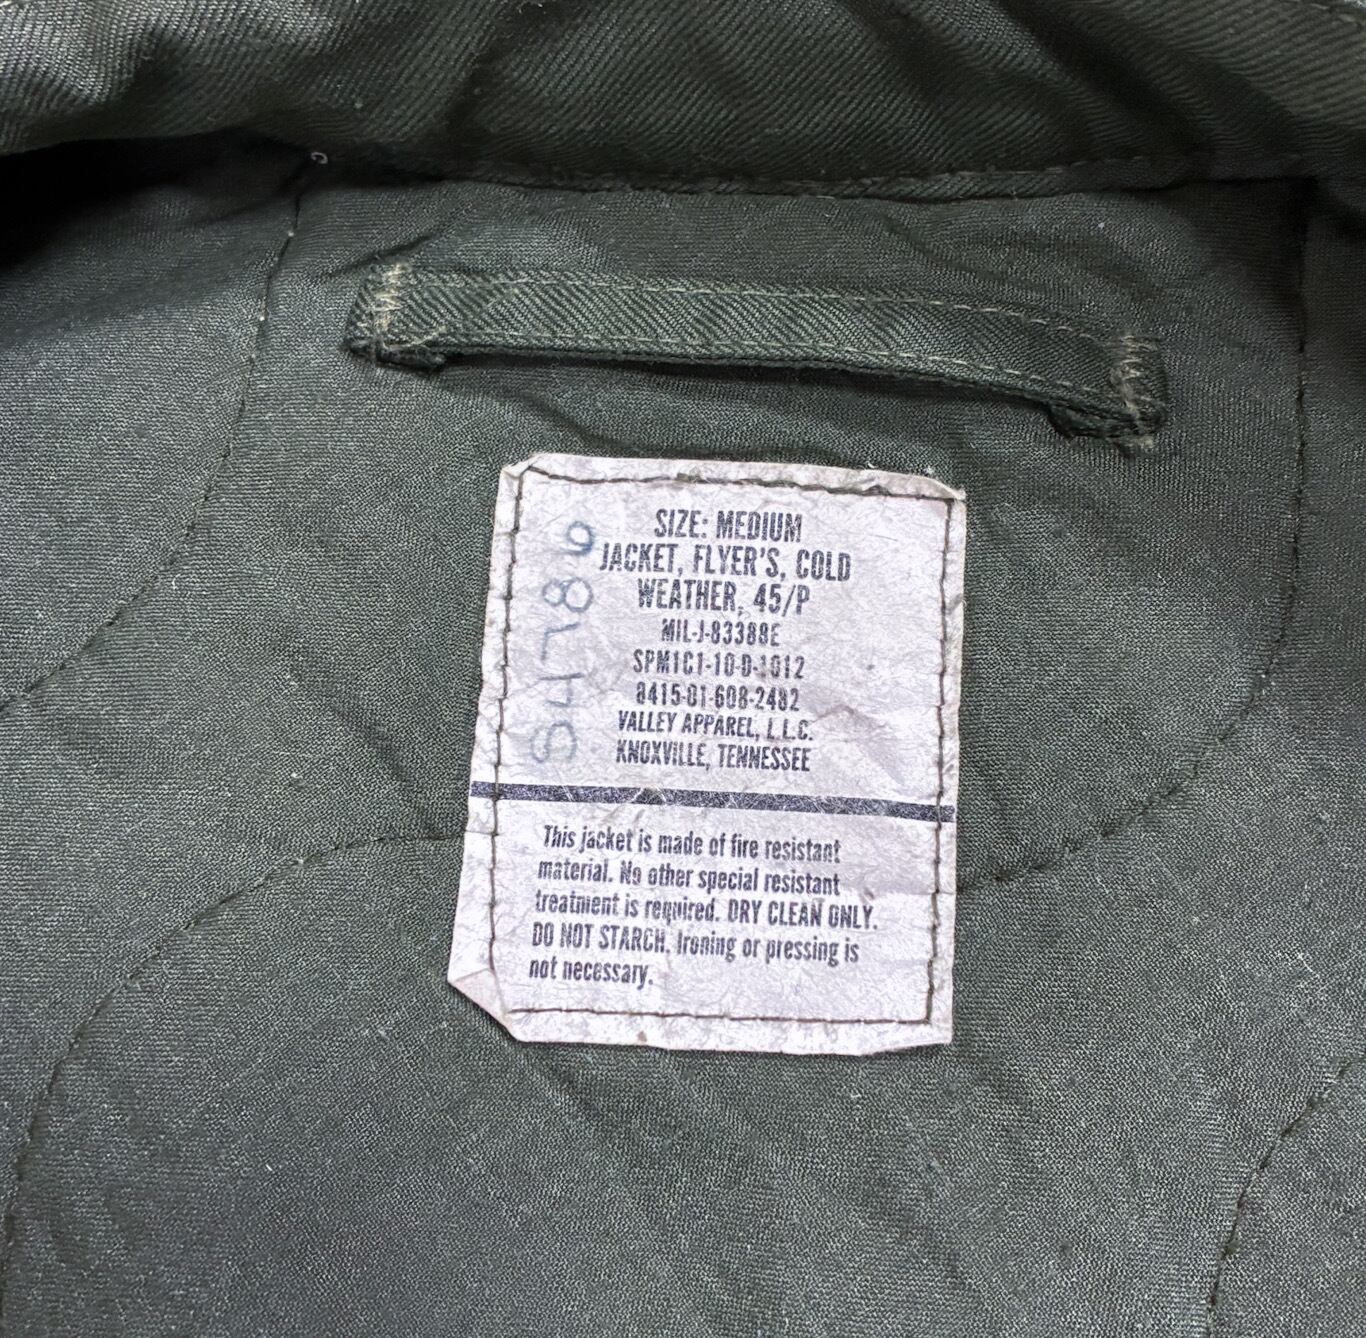 SIZE: MEDIUM
JACKET, FLYER'S, COLD
WEATHER, 45/P
MIL-J-83388E
SPM1C1-10-D-1012
8415-01-608-2482
VALLEY APPAREL, L.L.C.
KNOXVILLE, TENNESSEE
This jacket is made of fire resistant
material. No other special resistant
treatment is required. DRY CLEAN ONLY.
DO NOT STARCH. Ironing or pressing is
not necessary.